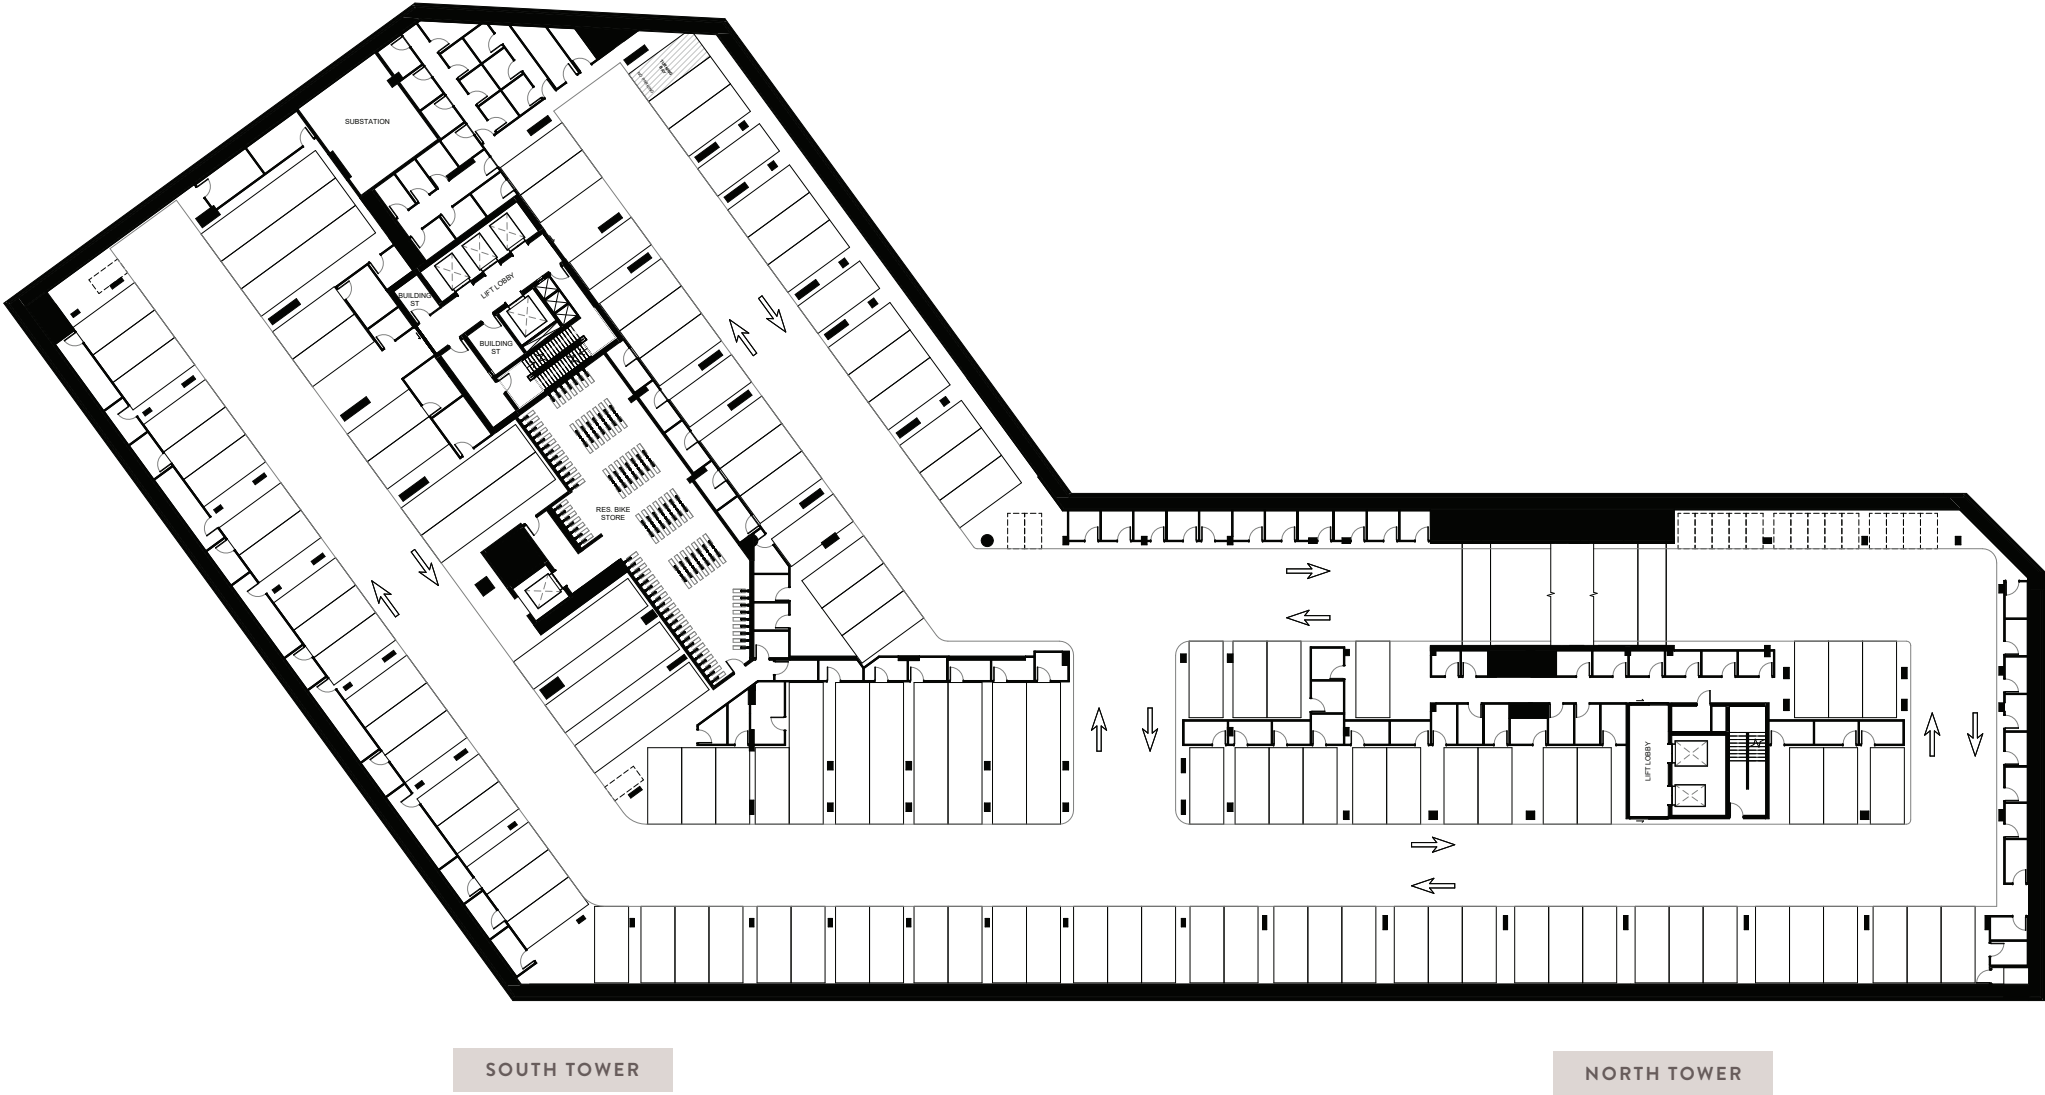 SUBSTATION
BUILDING
ST
LIFT LOBBY
BUILDING
ST
RES. BIKE
STORE
LIFT LOBBY
SOUTH TOWER
NORTH TOWER